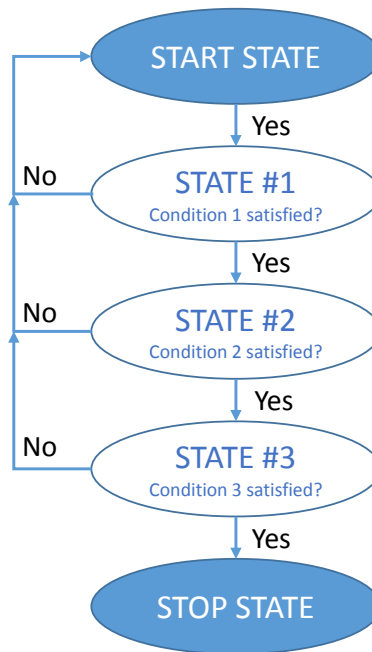 START STATE
Yes
No
STATE #1
Condition 1 satisfied?
Yes
No
STATE #2
Condition 2 satisfied?
Yes
No
STATE #3
Condition 3 satisfied?
Yes
STOP STATE